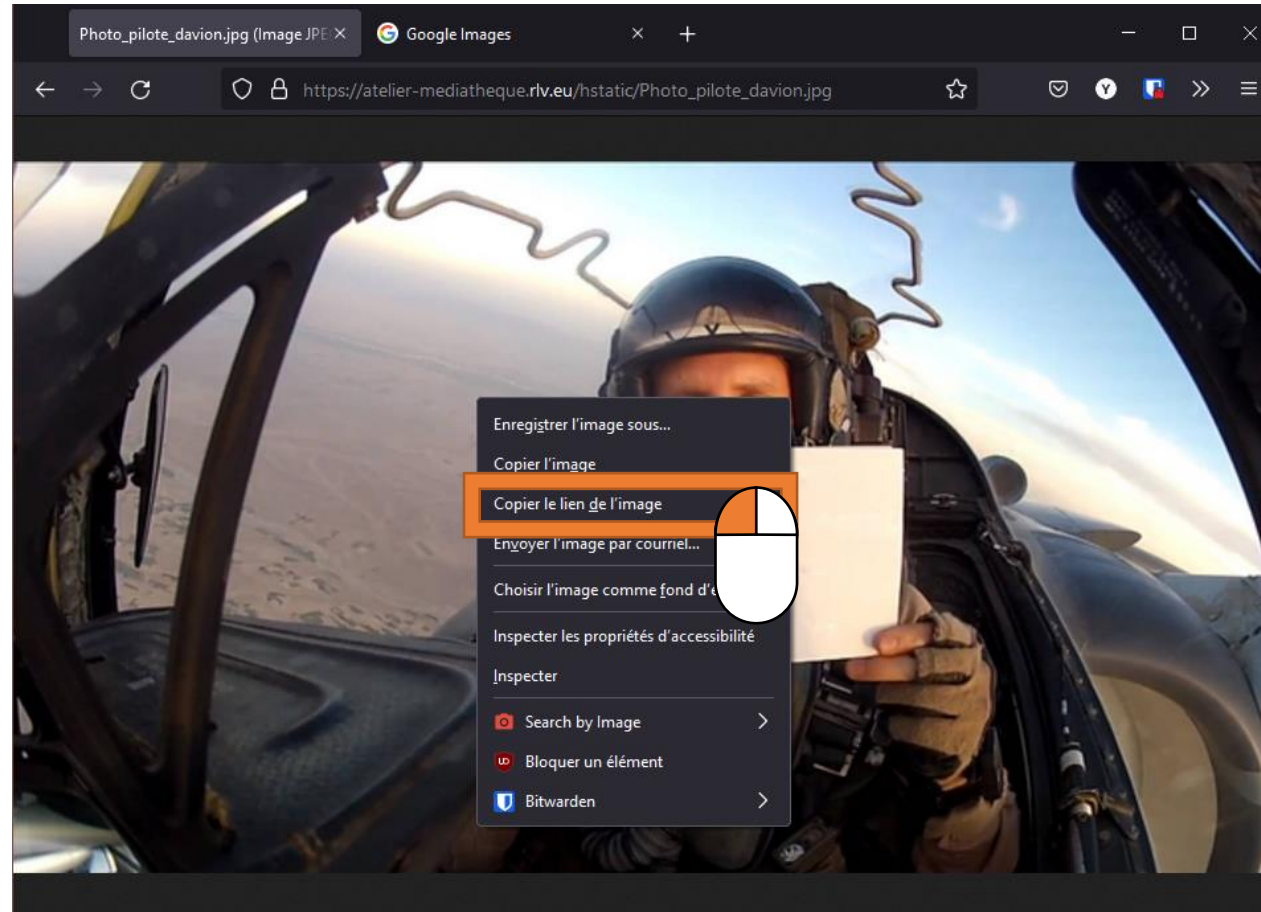 Photo_pilote_davion.jpg (Image JPE
Google Images
https://atelier-mediatheque.rlv.eu/hstatic/Photo_pilote_davion.jpg
Y
Enregistrer l'image sous...
Copier l'image
Copier le lien de l'image
Envoyer l'image par courriel...
Choisir l'image comme fond d'é
Inspecter les propriétés d'accessibilité
Inspecter
Search by Image
Bloquer un élément
Bitwarden